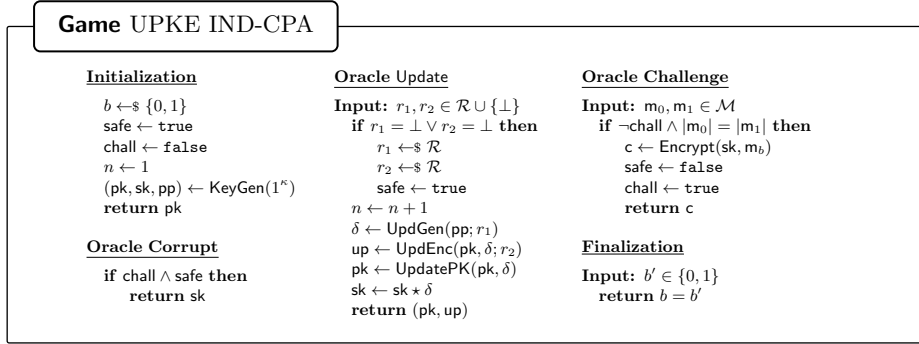 Game UPKE IND-CPA
Initialization
b ←$ {0,1}
safe ← true
chall ← false
n ← 1
(pk, sk, pp) ← KeyGen(1^κ)
return pk
Oracle Corrupt
if chall ∧ safe then
return sk
Oracle Update
Input: r₁, r₂ ∈ R ∪ {⊥}
if r₁ = ⊥ ∨ r₂ = ⊥ then
r₁ ←$ R
r₂ ←$ R
safe ← true
n ← n + 1
δ ← UpdGen(pp; r₁)
up ← UpdEnc(pk, δ; r₂)
pk ← UpdatePK(pk, δ)
sk ← sk ⋆ δ
return (pk, up)
Oracle Challenge
Input: m₀, m₁ ∈ M
if ¬chall ∧ |m₀| = |m₁| then
c ← Encrypt(sk, m_b)
safe ← false
chall ← true
return c
Finalization
Input: b′ ∈ {0,1}
return b = b′